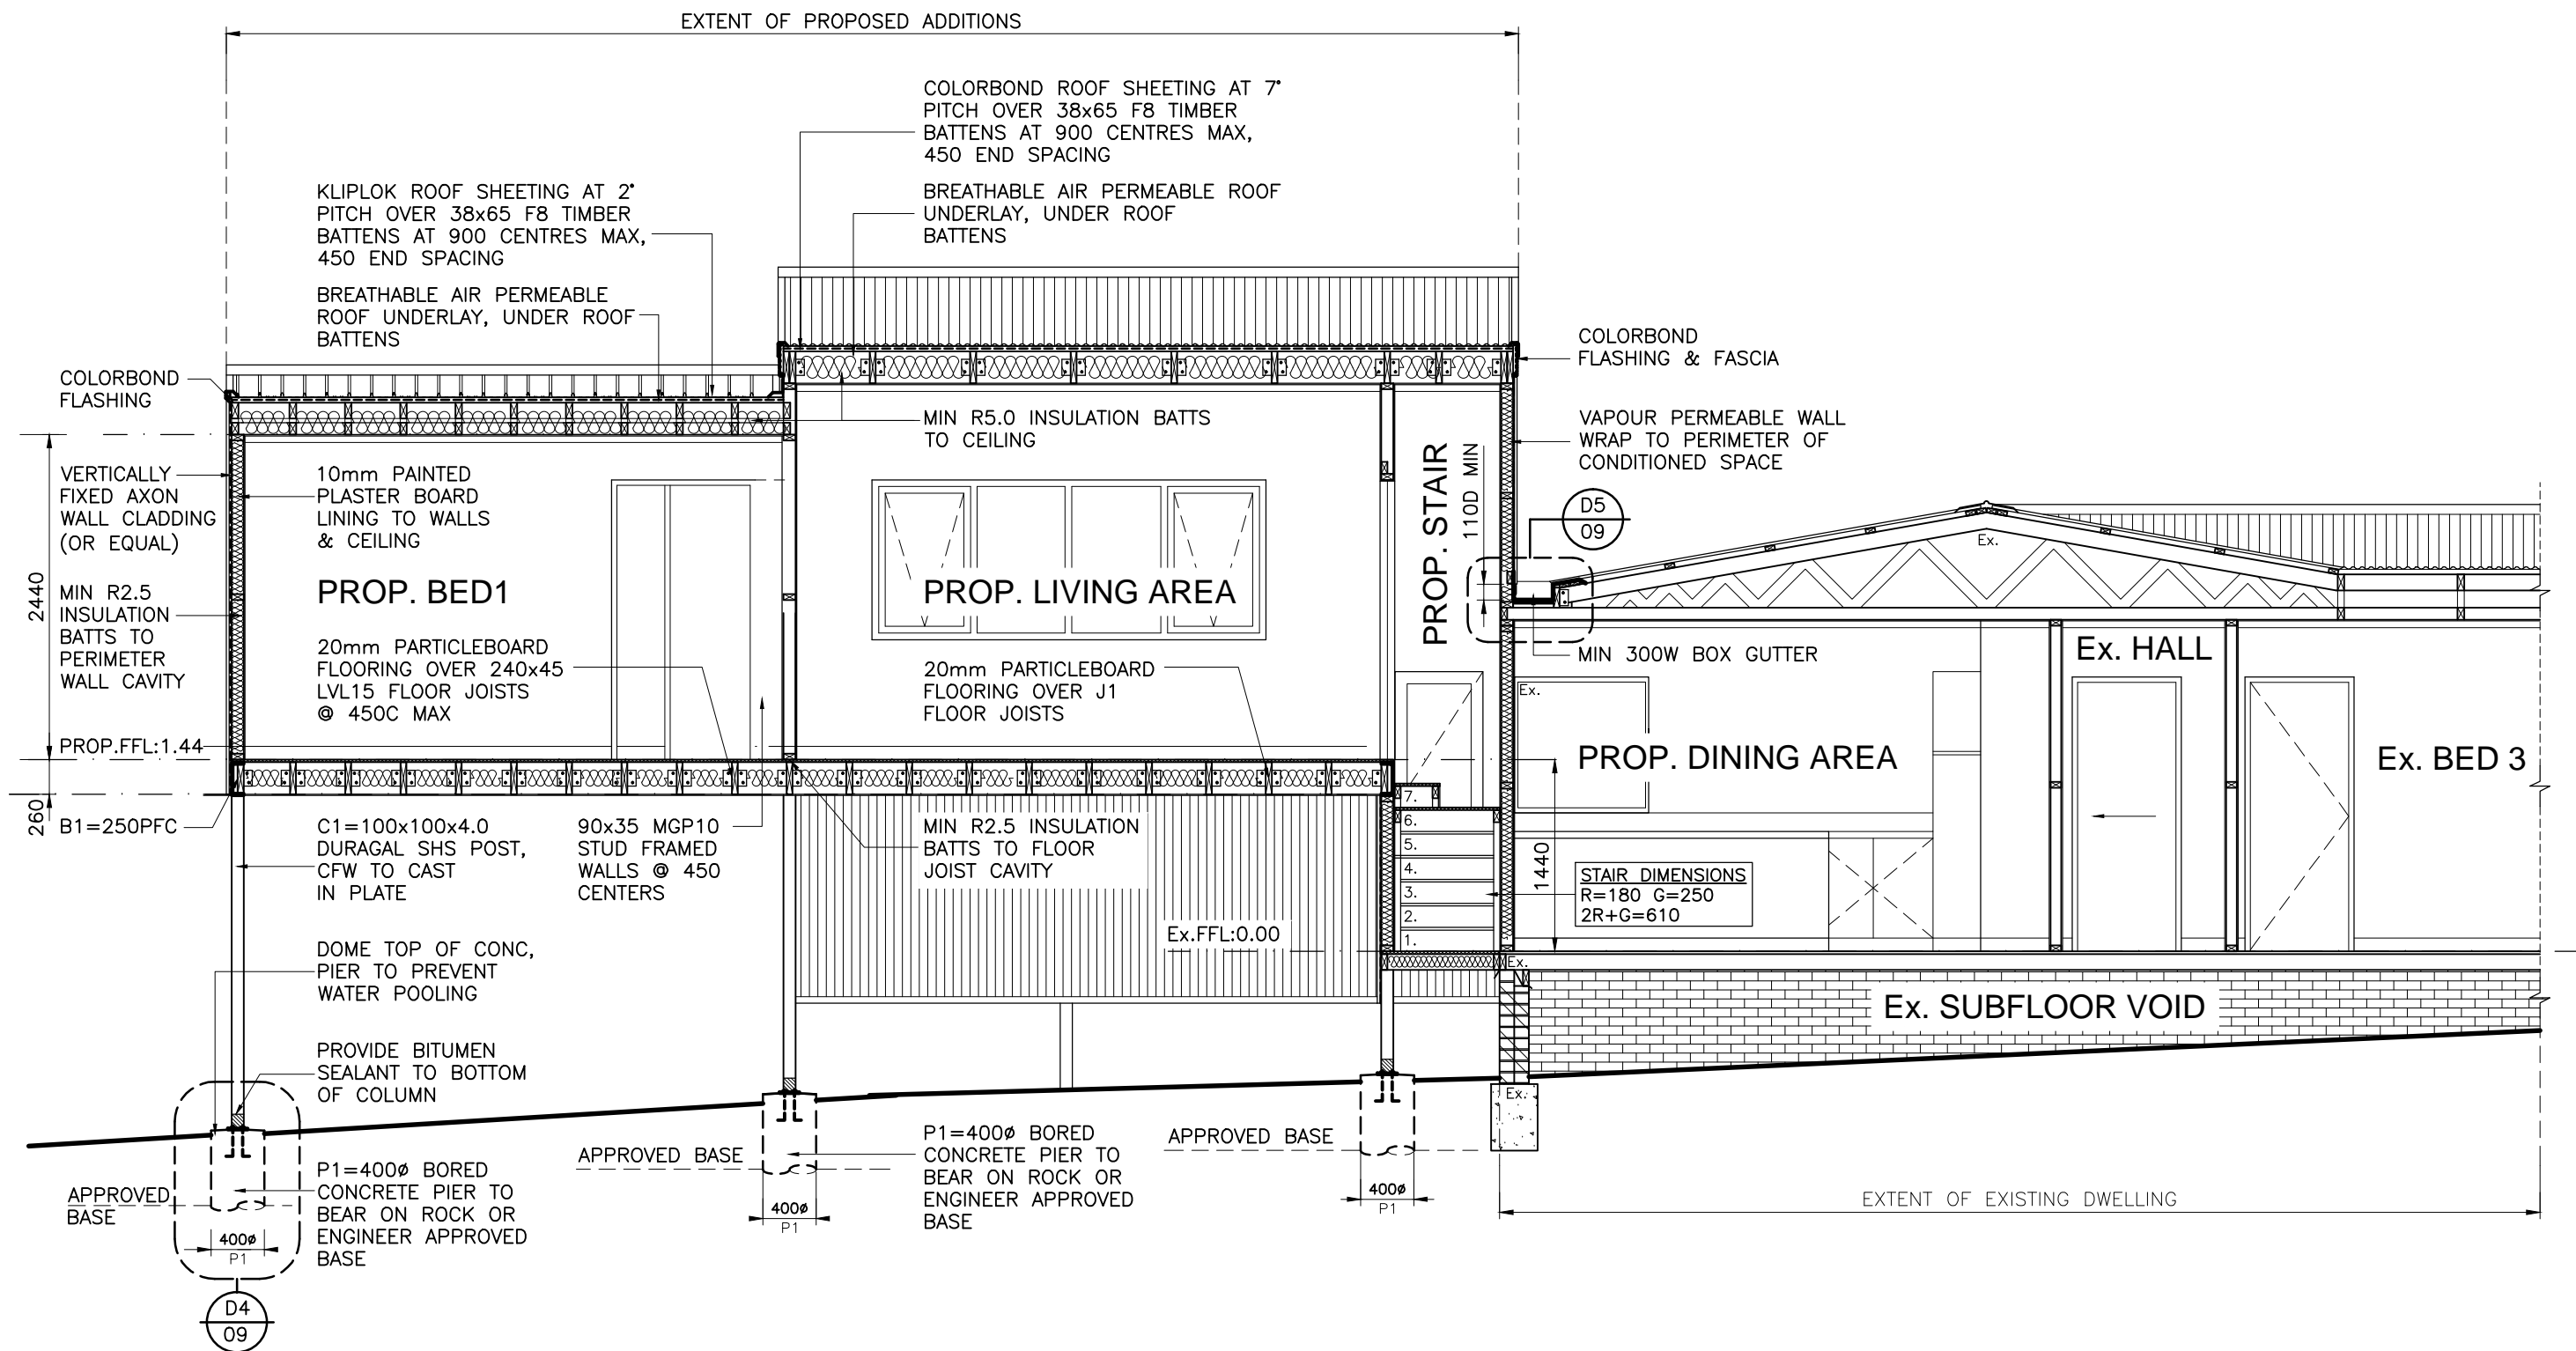 EXTENT OF PROPOSED ADDITIONS
COLORBOND ROOF SHEETING AT 7°
PITCH OVER 38x65 F8 TIMBER
BATTENS AT 900 CENTRES MAX,
450 END SPACING
KLIPLOK ROOF SHEETING AT 2°
PITCH OVER 38x65 F8 TIMBER
BATTENS AT 900 CENTRES MAX,
450 END SPACING
BREATHABLE AIR PERMEABLE ROOF
UNDERLAY, UNDER ROOF
BATTENS
BREATHABLE AIR PERMEABLE
ROOF UNDERLAY, UNDER ROOF
BATTENS
COLORBOND
FLASHING & FASCIA
COLORBOND
FLASHING
MIN R5.0 INSULATION BATTS
TO CEILING
VAPOUR PERMEABLE WALL
WRAP TO PERIMETER OF
CONDITIONED SPACE
VERTICALLY
FIXED AXON
WALL CLADDING
(OR EQUAL)
10mm PAINTED
PLASTER BOARD
LINING TO WALLS
& CEILING
PROP. STAIR
110D MIN
D5
09
Ex.
2440
MIN R2.5
INSULATION
BATTS TO
PERIMETER
WALL CAVITY
PROP. BED1
PROP. LIVING AREA
MIN 300W BOX GUTTER
Ex. HALL
20mm PARTICLEBOARD
FLOORING OVER 240x45
LVL15 FLOOR JOISTS
@ 450C MAX
20mm PARTICLEBOARD
FLOORING OVER J1
FLOOR JOISTS
Ex.
PROP.FFL:1.44
PROP. DINING AREA
Ex. BED 3
260
B1=250PFC
C1=100x100x4.0
DURAGAL SHS POST,
CFW TO CAST
IN PLATE
90x35 MGP10
STUD FRAMED
WALLS @ 450
CENTERS
MIN R2.5 INSULATION
BATTS TO FLOOR
JOIST CAVITY
7.
6.
5.
4.
3.
2.
1.
1440
STAIR DIMENSIONS
R=180 G=250
2R+G=610
Ex.FFL:0.00
Ex.
DOME TOP OF CONC,
PIER TO PREVENT
WATER POOLING
Ex. SUBFLOOR VOID
PROVIDE BITUMEN
SEALANT TO BOTTOM
OF COLUMN
Ex.
APPROVED BASE
P1=400ø BORED
CONCRETE PIER TO
BEAR ON ROCK OR
ENGINEER APPROVED
BASE
APPROVED BASE
APPROVED
BASE
P1=400ø BORED
CONCRETE PIER TO
BEAR ON ROCK OR
ENGINEER APPROVED
BASE
400ø
P1
400ø
P1
400ø
P1
EXTENT OF EXISTING DWELLING
D4
09